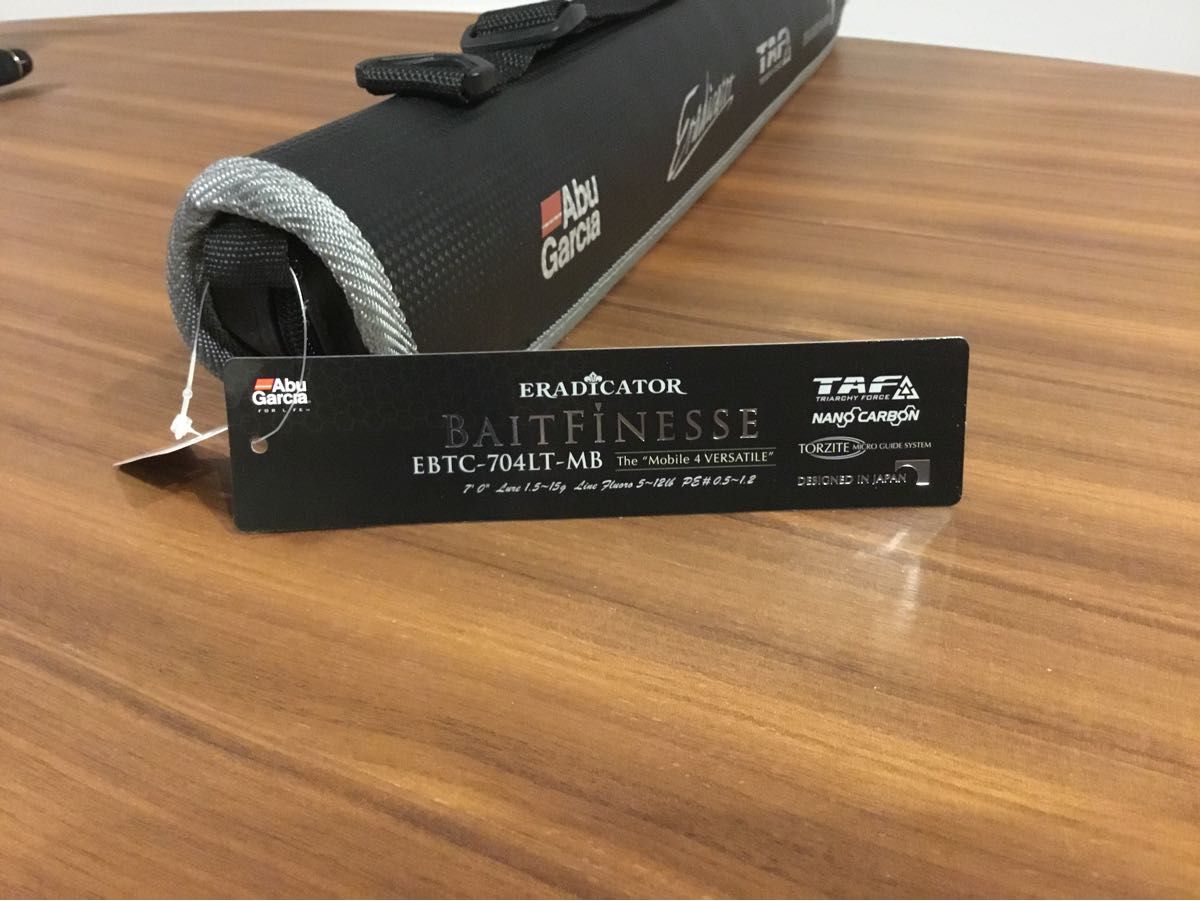 TAF
Eradicator
Abu
Garcia
Abu
Garcia
FOR LIFE
ERADICATOR
BAITFINESSE
EBTC-704LT-MB The "Mobile 4 VERSATILE"
7' 0" Lure 1.5~15g Line Fluoro 5~12lb PE#0.5~1.2
TAF
TRIARCHY FORCE
NANO CARBON
TORZITE MICRO GUIDE SYSTEM
DESIGNED IN JAPAN